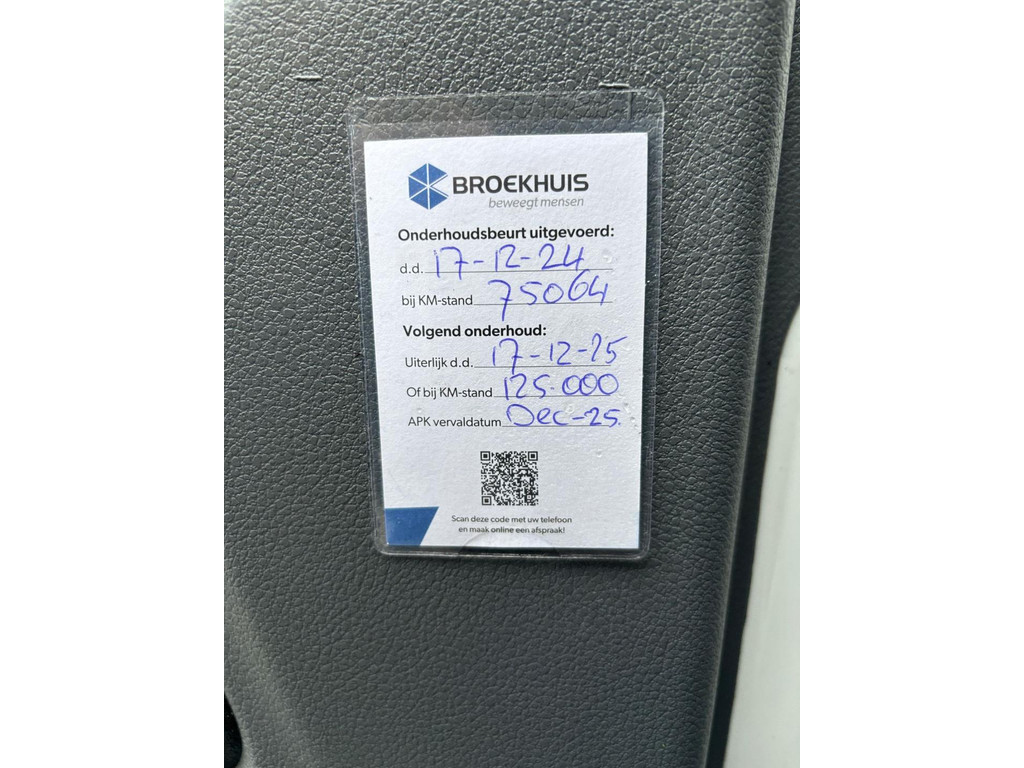 BROEKHUIS
beweegt mensen
Onderhoudsbeurt uitgevoerd:
d.d. 17-12-24
bij KM-stand 75064
Volgend onderhoud:
Uiterlijk d.d. 17-12-25
Of bij KM-stand 125.000
APK vervaldatum Dec-25.
Scan deze code met uw telefoon
en maak online een afspraak!